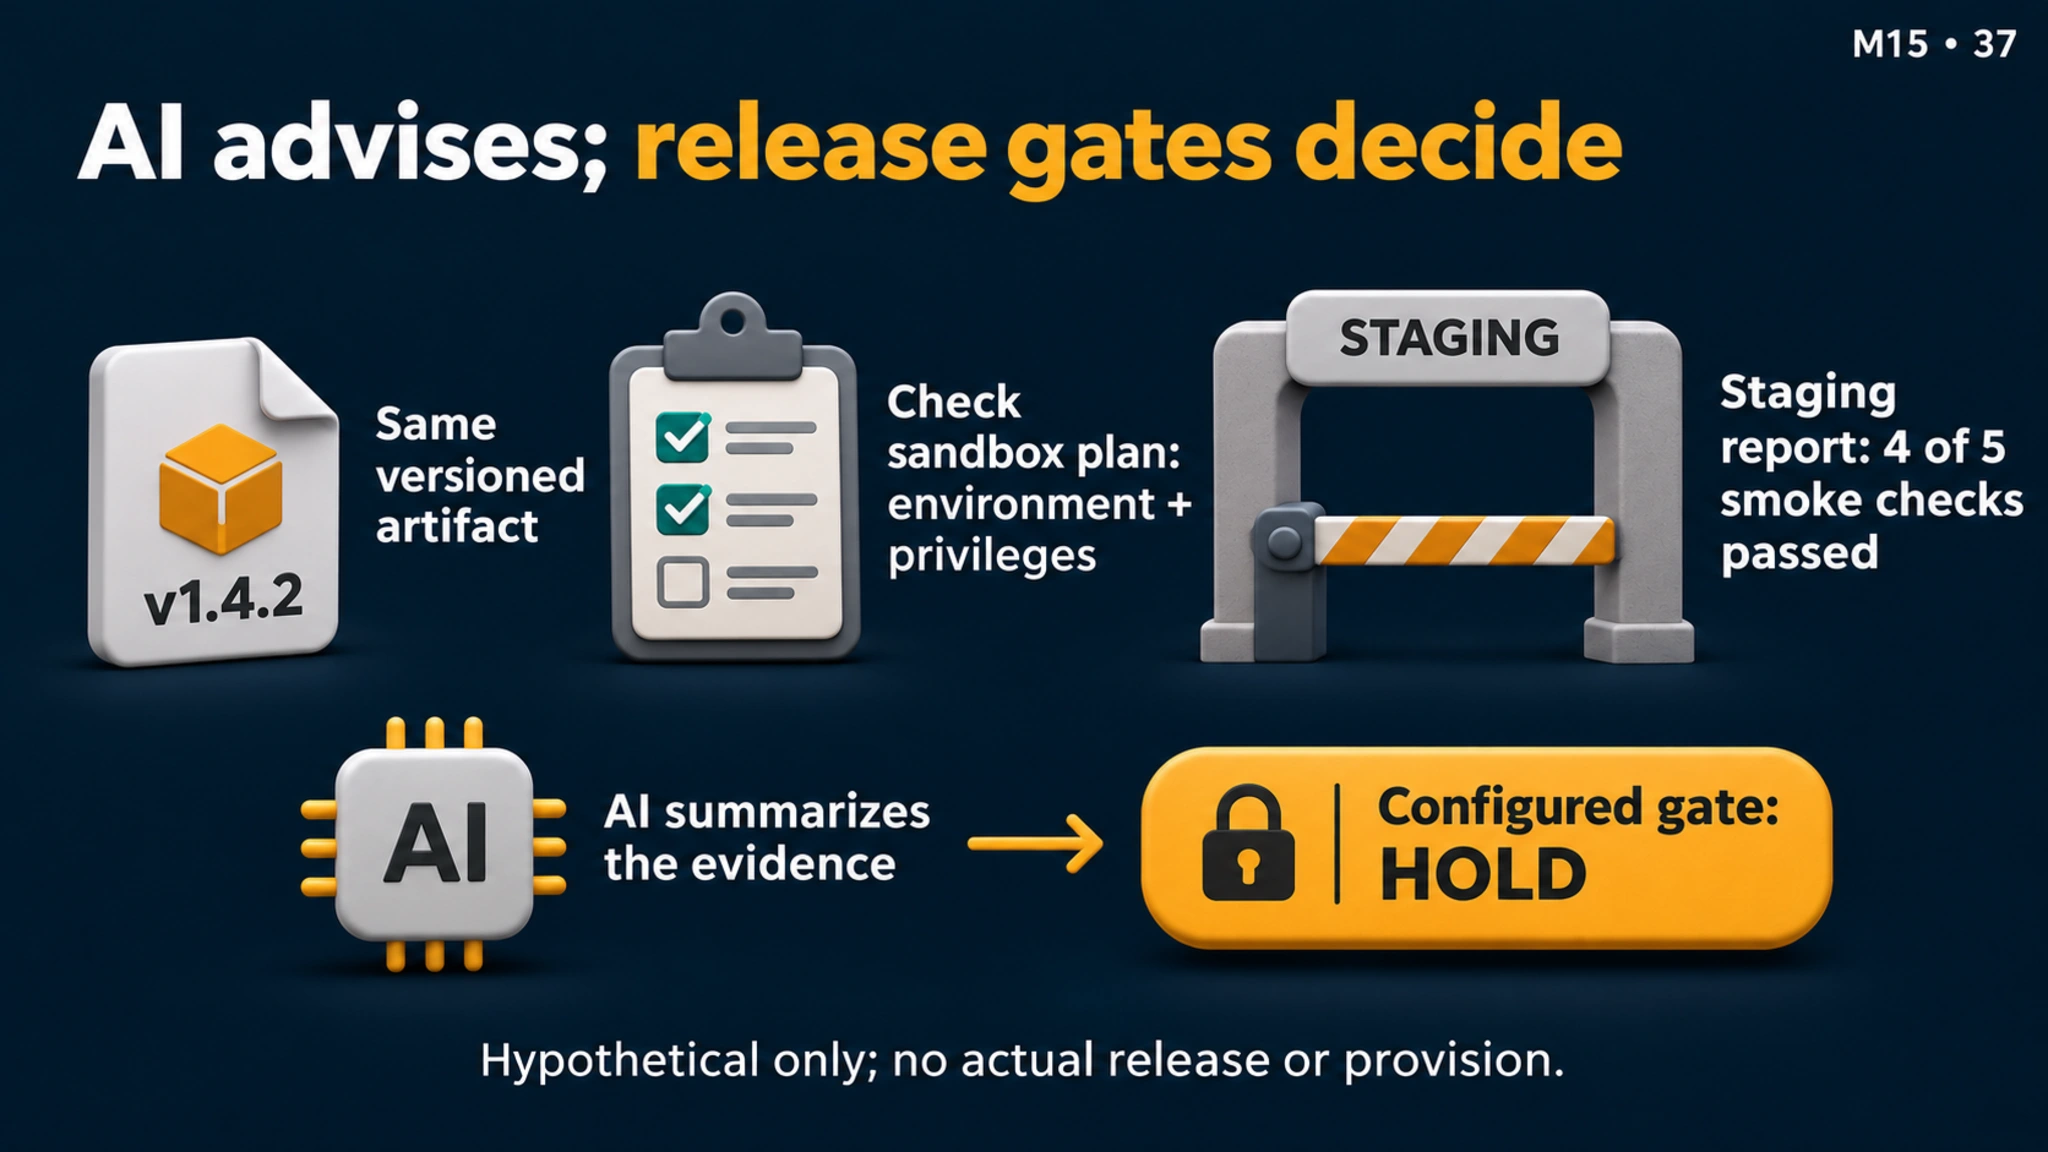 M15 • 37
AI advises; release gates decide
v1.4.2
Same
versioned
artifact
Check
sandbox plan:
environment +
privileges
STAGING
Staging
report: 4 of 5
smoke checks
passed
AI
AI summarizes
the evidence
Configured gate:
HOLD
Hypothetical only; no actual release or provision.